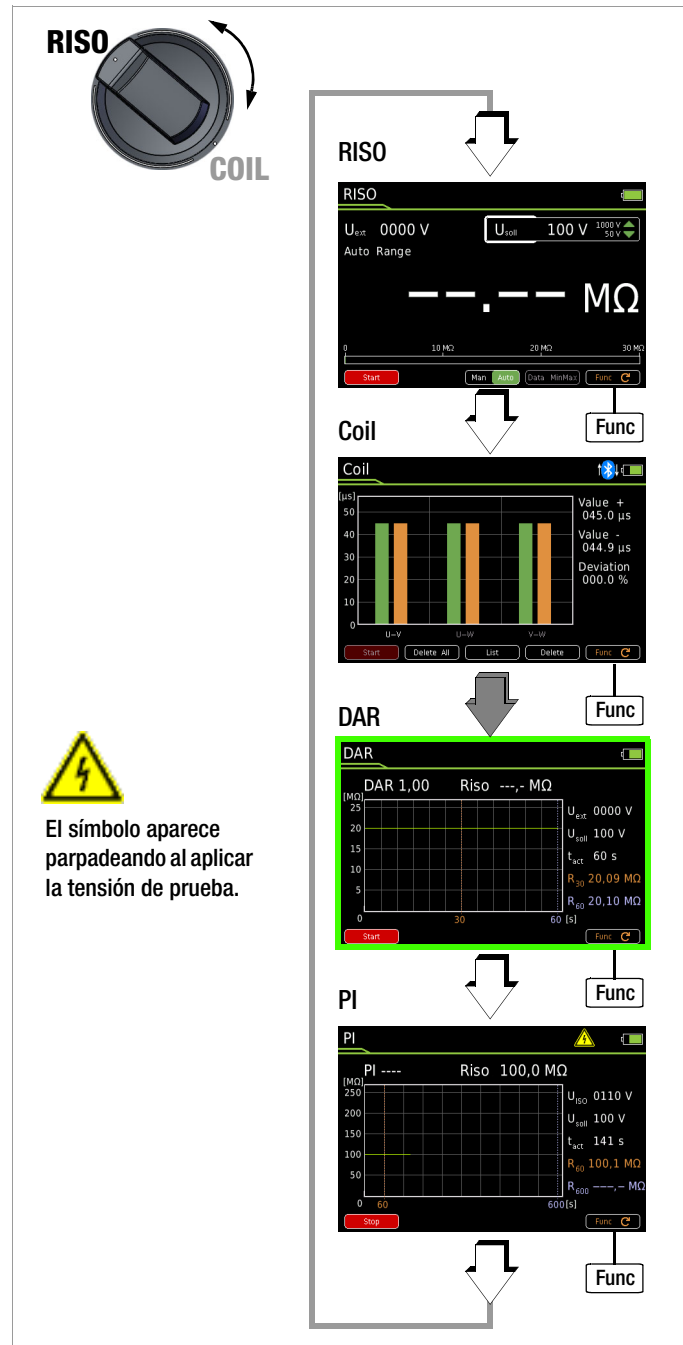 RISO
COIL
RISO
RISO
Uext 0000 V
Usoll 100 V 1000 V
50 V
Auto Range
--.-- MΩ
0 10 MΩ 20 MΩ 30 MΩ
Start Man Auto Data MinMax Func
Func
Coil
Coil
[µs]
50
40
30
20
10
0
Value +
045.0 µs
Value -
044.9 µs
Deviation
000.0 %
U-V U-W V-W
Start Delete All List Delete Func
Func
DAR
DAR
DAR 1,00 Riso ---,- MΩ
[MΩ]
25
20
15
10
5
0 30 60 [s]
Uext 0000 V
Usoll 100 V
tact 60 s
R30 20,09 MΩ
R60 20,10 MΩ
Start Func
Func
El símbolo aparece
parpadeando al aplicar
la tensión de prueba.
PI
PI
PI ---- Riso 100,0 MΩ
[MΩ]
250
200
150
100
50
0 60 600 [s]
UISO 0110 V
Usoll 100 V
tact 141 s
R60 100,1 MΩ
R600 ---,- MΩ
Stop Func
Func